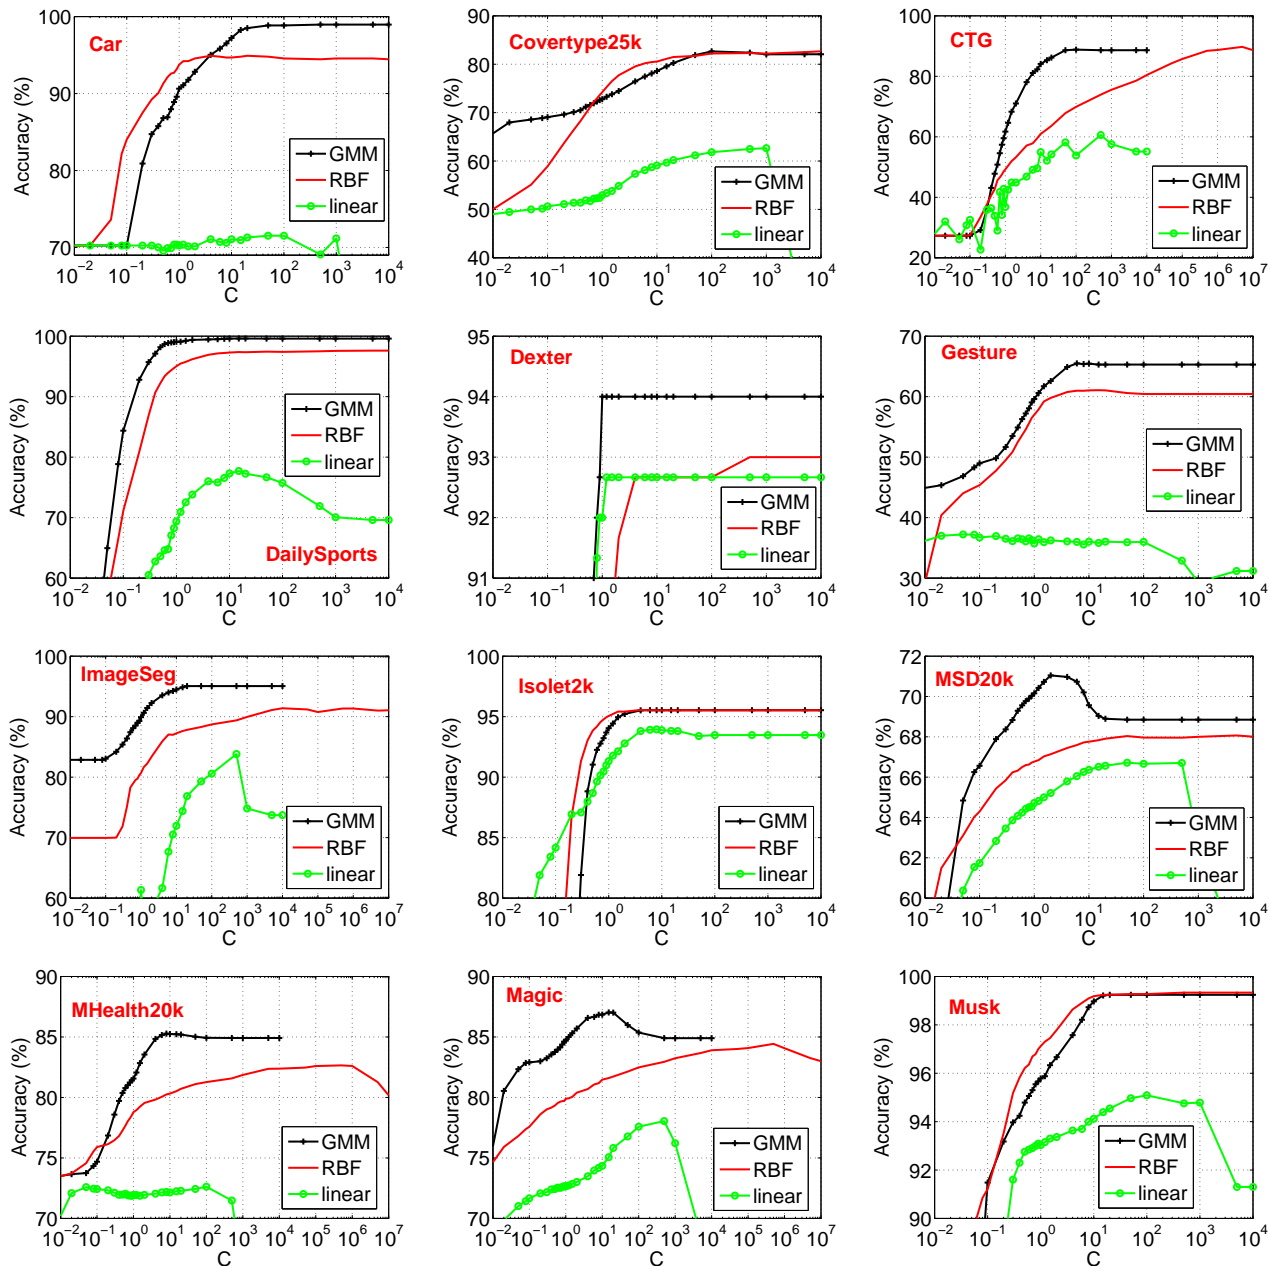 Car
Accuracy (%)
100
90
80
70
GMM
RBF
linear
10^−2 10^−1 10^0 10^1 10^2 10^3 10^4
C
Covertype25k
Accuracy (%)
90
80
70
60
50
40
GMM
RBF
linear
10^−2 10^−1 10^0 10^1 10^2 10^3 10^4
C
CTG
Accuracy (%)
100
80
60
40
20
GMM
RBF
linear
10^−2 10^−1 10^0 10^1 10^2 10^3 10^4 10^5 10^6 10^7
C
DailySports
Accuracy (%)
100
90
80
70
60
GMM
RBF
linear
10^−2 10^−1 10^0 10^1 10^2 10^3 10^4
C
Dexter
Accuracy (%)
95
94
93
92
91
GMM
RBF
linear
10^−2 10^−1 10^0 10^1 10^2 10^3 10^4
C
Gesture
Accuracy (%)
70
60
50
40
30
GMM
RBF
linear
10^−2 10^−1 10^0 10^1 10^2 10^3 10^4
C
ImageSeg
Accuracy (%)
100
90
80
70
60
GMM
RBF
linear
10^−2 10^−1 10^0 10^1 10^2 10^3 10^4 10^5 10^6 10^7
C
Isolet2k
Accuracy (%)
100
95
90
85
80
GMM
RBF
linear
10^−2 10^−1 10^0 10^1 10^2 10^3 10^4
C
MSD20k
Accuracy (%)
72
70
68
66
64
62
60
GMM
RBF
linear
10^−2 10^−1 10^0 10^1 10^2 10^3 10^4
C
MHealth20k
Accuracy (%)
90
85
80
75
70
GMM
RBF
linear
10^−2 10^−1 10^0 10^1 10^2 10^3 10^4 10^5 10^6 10^7
C
Magic
Accuracy (%)
90
85
80
75
70
GMM
RBF
linear
10^−2 10^−1 10^0 10^1 10^2 10^3 10^4 10^5 10^6 10^7
C
Musk
Accuracy (%)
100
98
96
94
92
90
GMM
RBF
linear
10^−2 10^−1 10^0 10^1 10^2 10^3 10^4
C